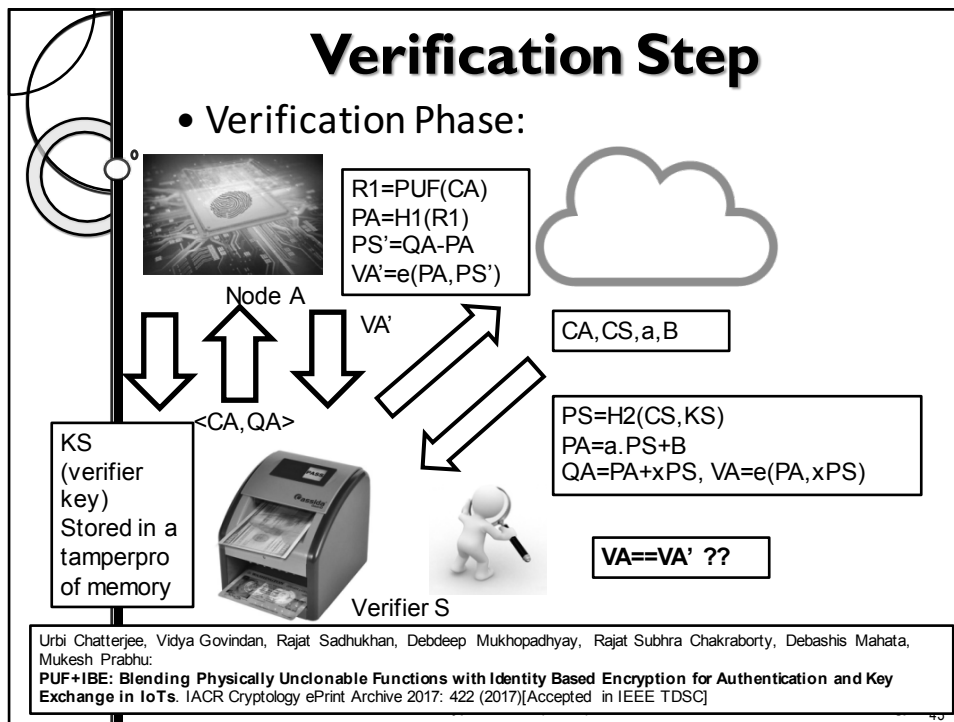 Verification Step
• Verification Phase:
R1=PUF(CA)
PA=H1(R1)
PS’=QA-PA
VA’=e(PA,PS’)
Node A
VA’
CA,CS,a,B
<CA,QA>
KS
(verifier
key)
Stored in a
tamperpro
of memory
PS=H2(CS,KS)
PA=a.PS+B
QA=PA+xPS, VA=e(PA,xPS)
PASS
Cassida
VA==VA’ ??
Verifier S
Urbi Chatterjee, Vidya Govindan, Rajat Sadhukhan, Debdeep Mukhopadhyay, Rajat Subhra Chakraborty, Debashis Mahata,
Mukesh Prabhu:
PUF+IBE: Blending Physically Unclonable Functions with Identity Based Encryption for Authentication and Key
Exchange in IoTs. IACR Cryptology ePrint Archive 2017: 422 (2017)[Accepted in IEEE TDSC]